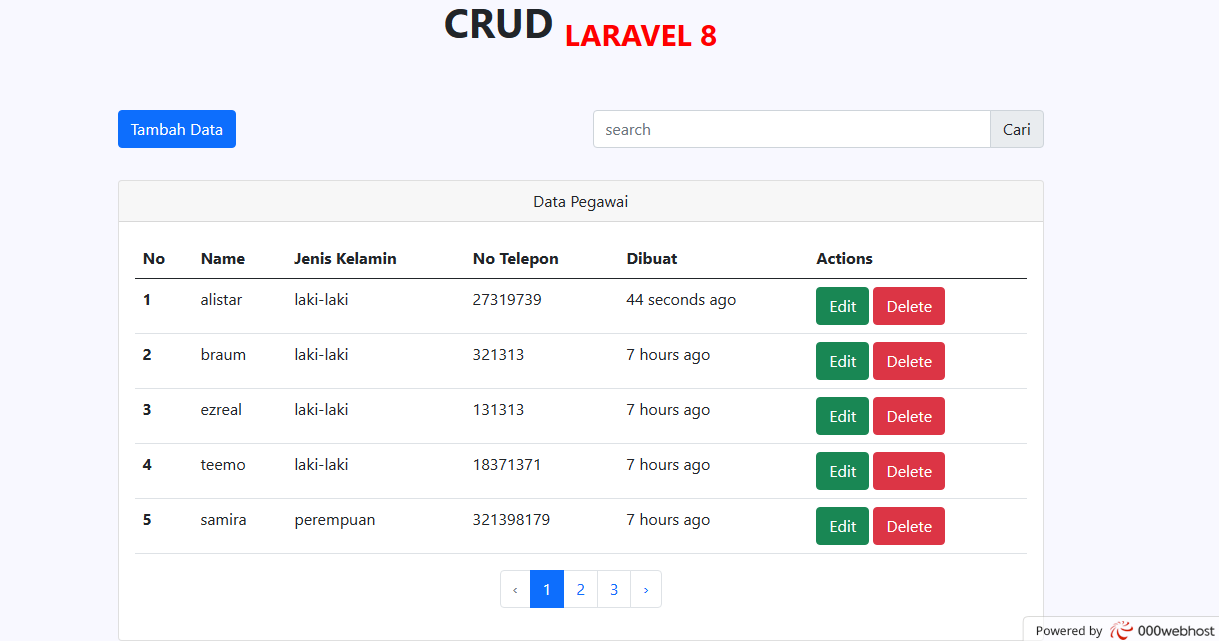 CRUD LARAVEL 8
Tambah Data search Cari
Data Pegawai
No Name Jenis Kelamin No Telepon Dibuat Actions
1 alistar laki-laki 27319739 44 seconds ago Edit Delete
2 braum laki-laki 321313 7 hours ago Edit Delete
3 ezreal laki-laki 131313 7 hours ago Edit Delete
4 teemo laki-laki 18371371 7 hours ago Edit Delete
5 samira perempuan 321398179 7 hours ago Edit Delete
‹ 1 2 3 ›
Powered by 000webhost